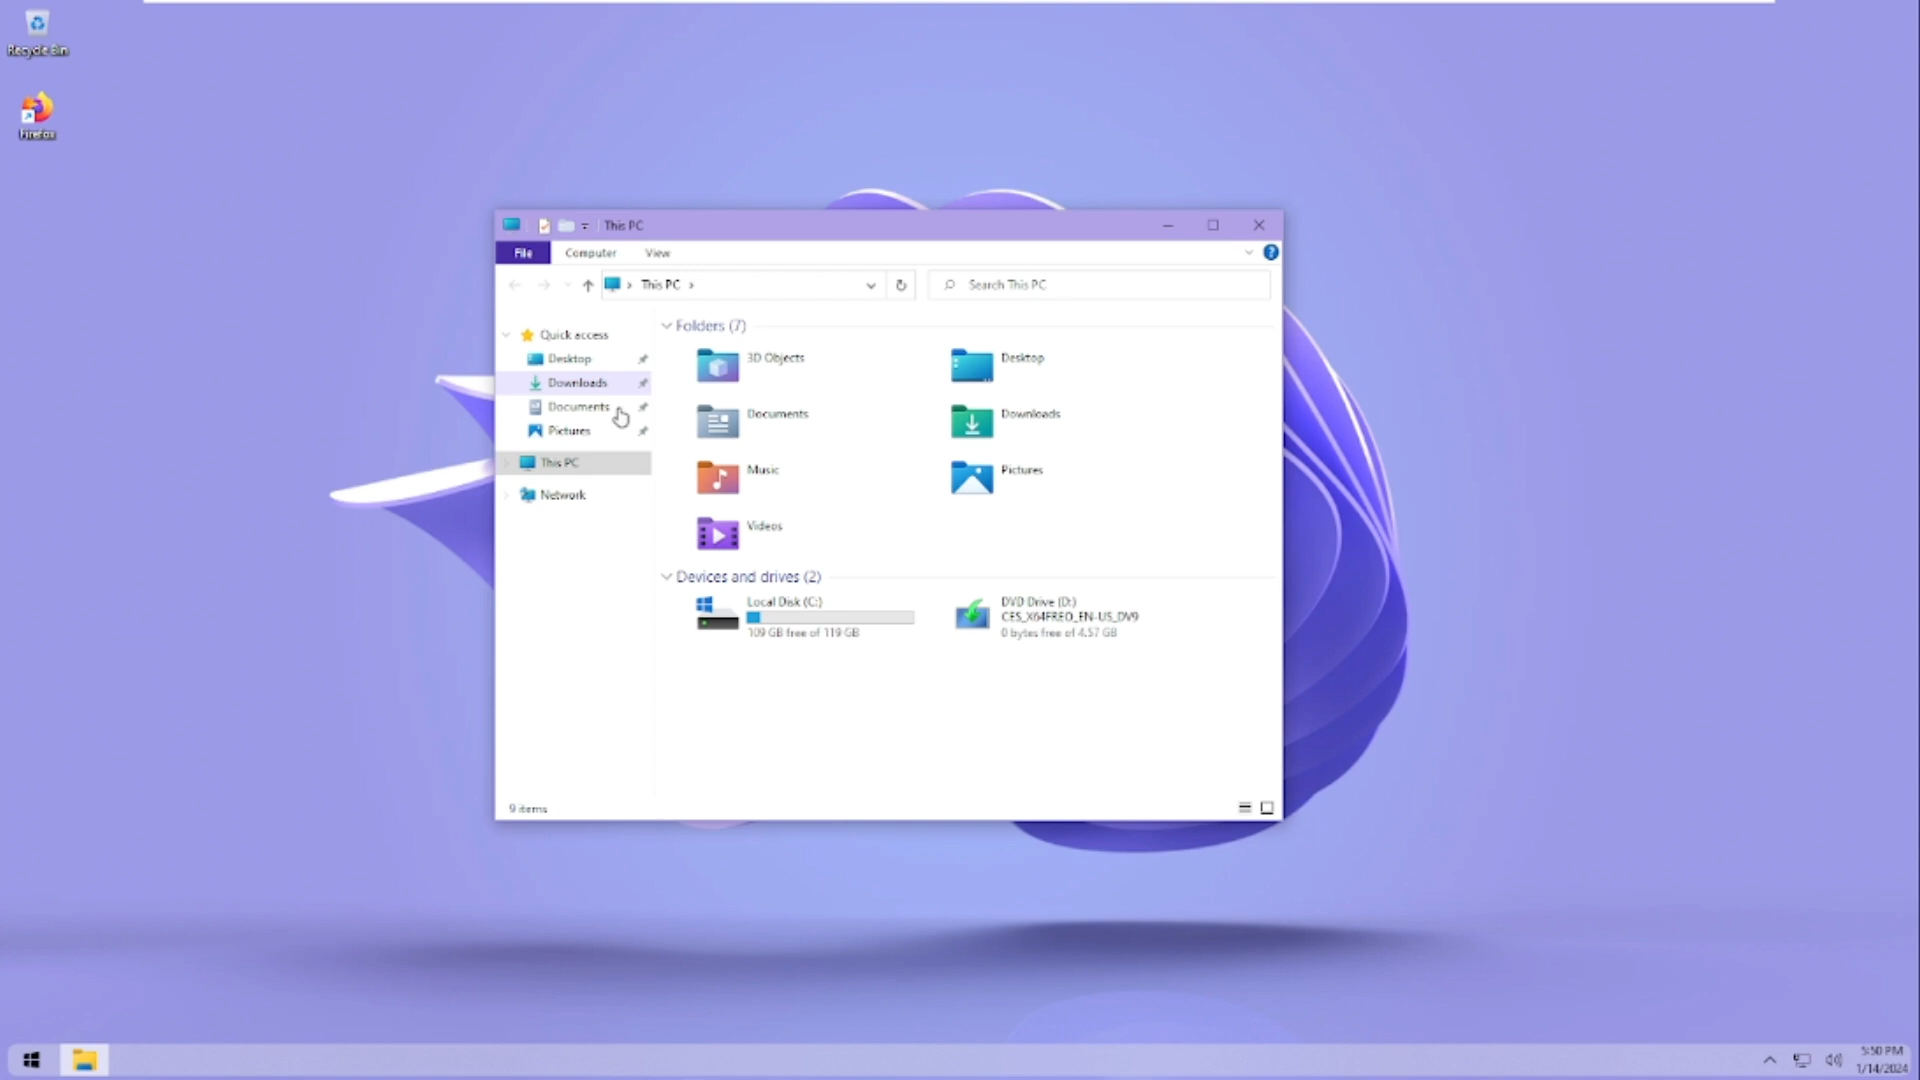 Recycle Bin
Firefox
This PC
File
Computer
View
This PC
Search This PC
Quick access
Desktop
Downloads
Documents
Pictures
This PC
Network
Folders (7)
3D Objects
Desktop
Documents
Downloads
Music
Pictures
Videos
Devices and drives (2)
Local Disk (C:)
109 GB free of 119 GB
DVD Drive (D:)
CES_X64FREO_EN-US_DV9
0 bytes free of 4.57 GB
9 items
5:50 PM
1/14/2024